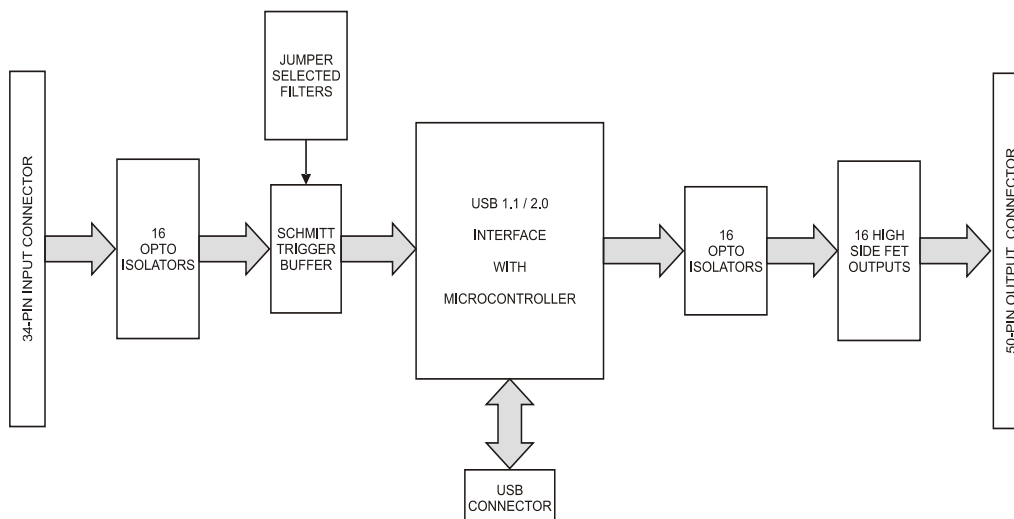 34-PIN INPUT CONNECTOR
16
OPTO
ISOLATORS
JUMPER
SELECTED
FILTERS
SCHMITT
TRIGGER
BUFFER
USB 1.1 / 2.0
INTERFACE
WITH
MICROCONTROLLER
USB
CONNECTOR
16
OPTO
ISOLATORS
16 HIGH
SIDE FET
OUTPUTS
50-PIN OUTPUT CONNECTOR